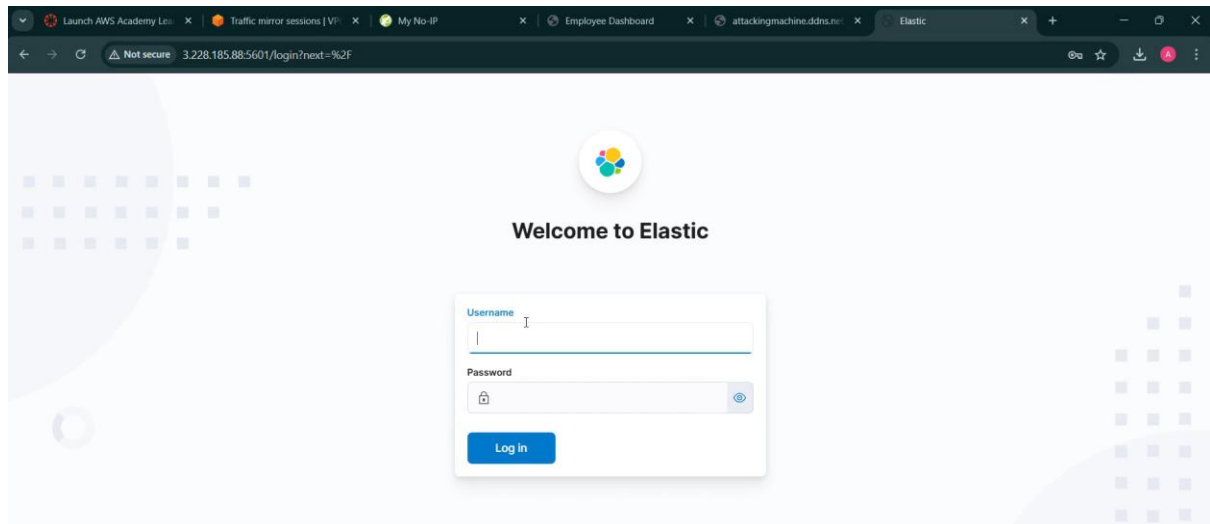 Launch AWS Academy Lea
Traffic mirror sessions | VP
My No-IP
Employee Dashboard
attackingmachine.ddns.net
Elastic
Not secure
3.228.185.88:5601/login?next=%2F
A
Welcome to Elastic
Username
Password
Log in